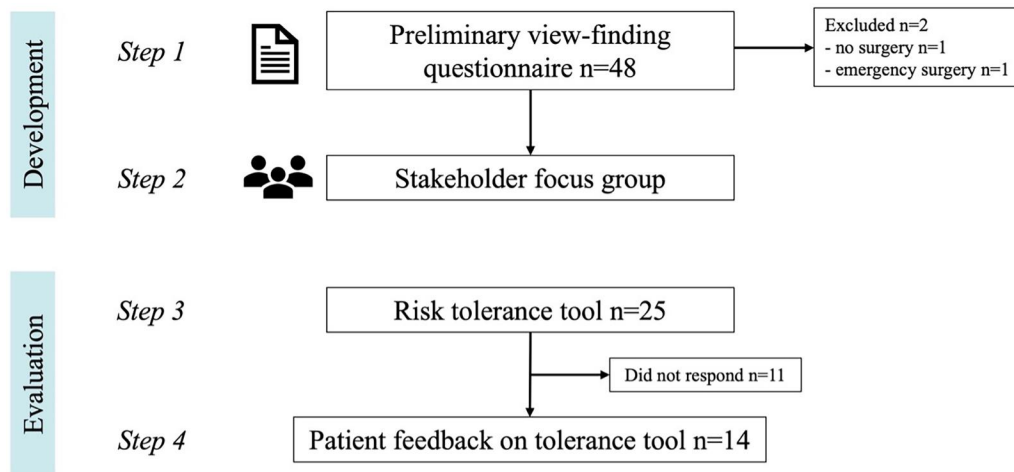 Development
Step 1
Preliminary view-finding
questionnaire n=48
Excluded n=2
- no surgery n=1
- emergency surgery n=1
Step 2
Stakeholder focus group
Evaluation
Step 3
Risk tolerance tool n=25
Did not respond n=11
Step 4
Patient feedback on tolerance tool n=14